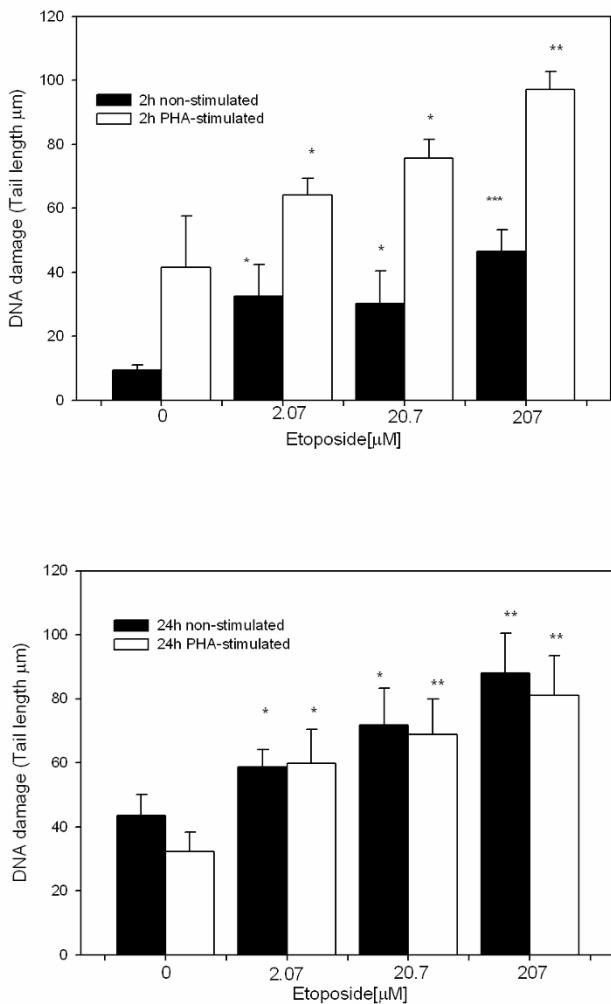 120
100
80
60
40
20
0
DNA damage (Tail length μm)
2h non-stimulated
2h PHA-stimulated
*
*
*
*
***
**
0 2.07 20.7 207
Etoposide[μM]
120
100
80
60
40
20
0
DNA damage (Tail length μm)
24h non-stimulated
24h PHA-stimulated
*
*
*
**
**
**
0 2.07 20.7 207
Etoposide[μM]